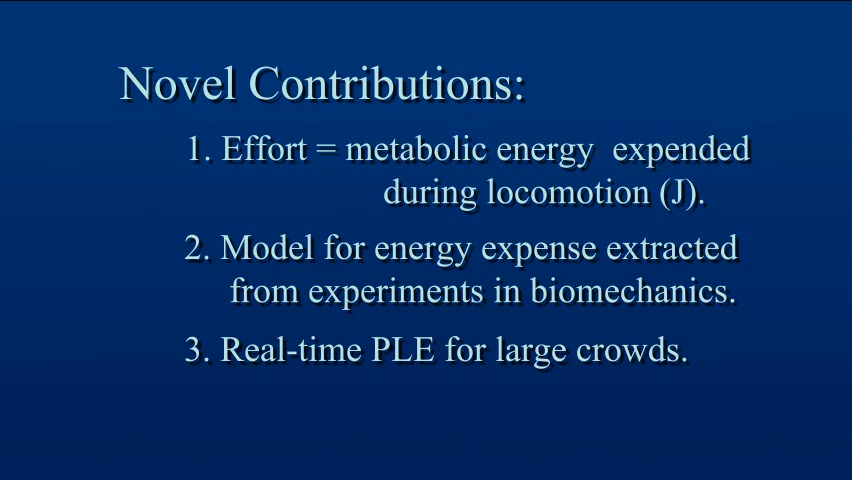 Novel Contributions:
1. Effort = metabolic energy expended
during locomotion (J).
2. Model for energy expense extracted
from experiments in biomechanics.
3. Real-time PLE for large crowds.